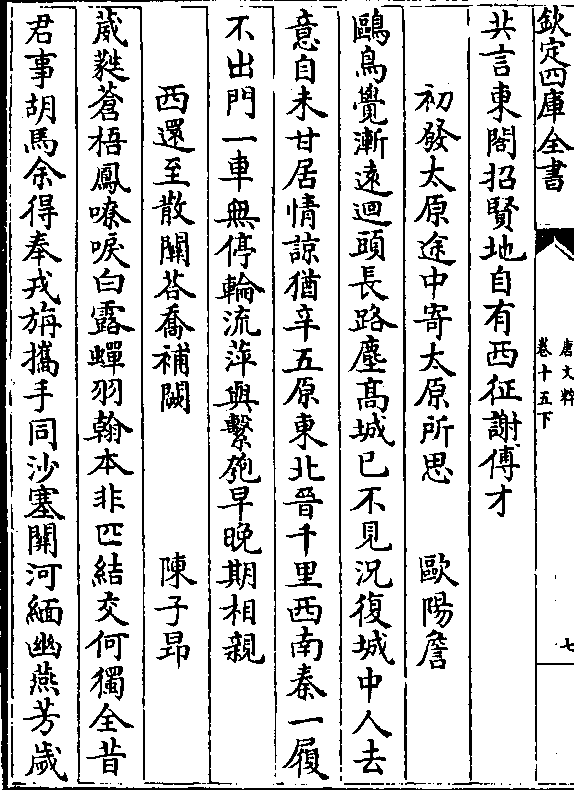 欽定四庫全書
唐文粹
卷十五下
七
共言東閣招賢地自有西征謝傅才
初發太原途中寄太原所思 歐陽詹
鷗鳥覺漸遠迴頭長路塵髙城已不見況復城中人去
意自未甘居情諒猶辛五原東北晉千里西南秦一履
不出門一車無停輪流萍與繫匏早晚期相親
西還至散闗荅喬補闕 陳子昂
葳蕤蒼梧鳳嘹唳白露蟬羽翰本非匹結交何獨全昔
君事胡馬余得奉戎旃攜手同沙塞闗河緬幽燕芳歲